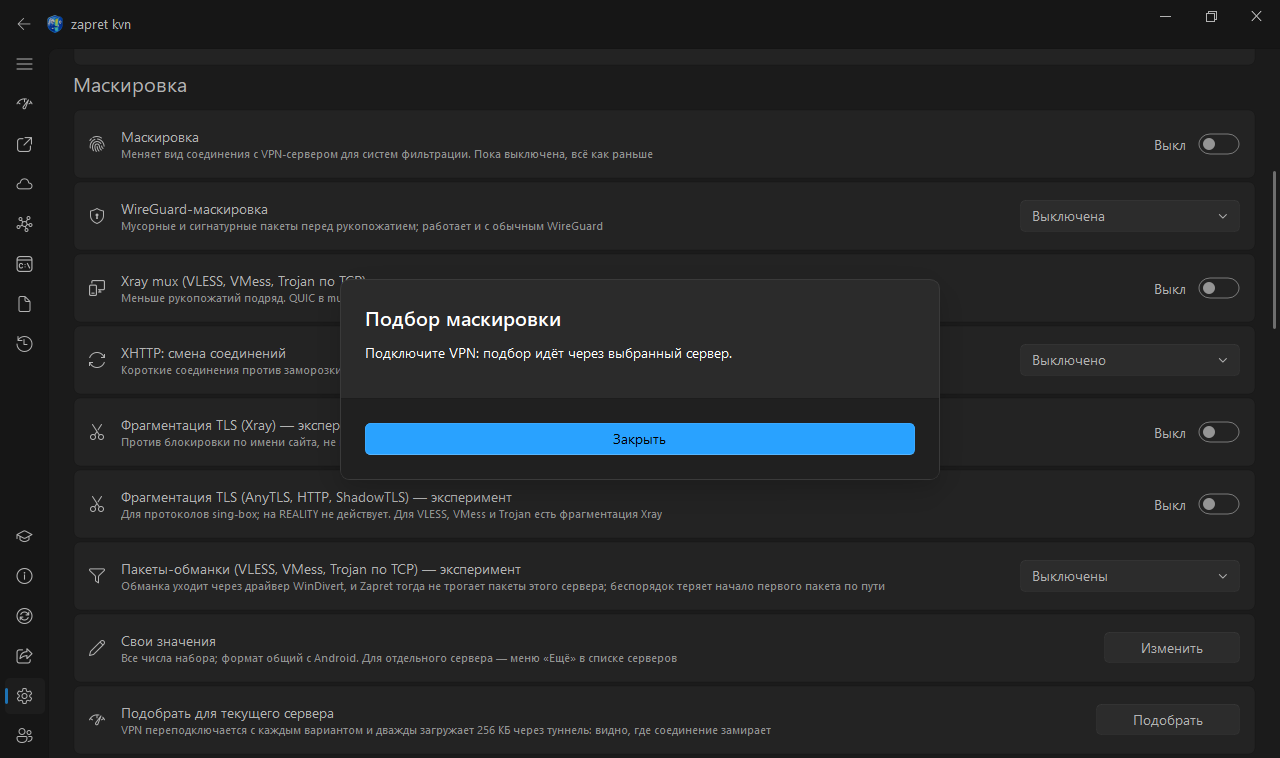 zapret kvn
Маскировка
Маскировка
Меняет вид соединения с VPN-сервером для систем фильтрации. Пока выключена, всё как раньше
Выкл
WireGuard-маскировка
Мусорные и сигнатурные пакеты перед рукопожатием; работает и с обычным WireGuard
Выключена
Xray mux (VLESS, VMess, Trojan по TCP)
Меньше рукопожатий подряд. QUIC в
Выкл
XHTTP: смена соединений
Короткие соединения против заморозки
Выключено
Подбор маскировки
Подключите VPN: подбор идёт через выбранный сервер.
Закрыть
Фрагментация TLS (Xray) —
Против блокировки по имени сайта, не
Выкл
Фрагментация TLS (AnyTLS, HTTP, ShadowTLS) — эксперимент
Для протоколов sing-box; на REALITY не действует. Для VLESS, VMess и Trojan есть фрагментация Xray
Выкл
Пакеты-обманки (VLESS, VMess, Trojan по TCP) — эксперимент
Обманка уходит через драйвер WinDivert, и Zapret тогда не трогает пакеты этого сервера; беспорядок теряет начало первого пакета по пути
Выключены
Свои значения
Все числа набора; формат общий с Android. Для отдельного сервера — меню «Ещё» в списке серверов
Изменить
Подобрать для текущего сервера
VPN переподключается с каждым вариантом и дважды загружает 256 КБ через туннель: видно, где соединение замирает
Подобрать